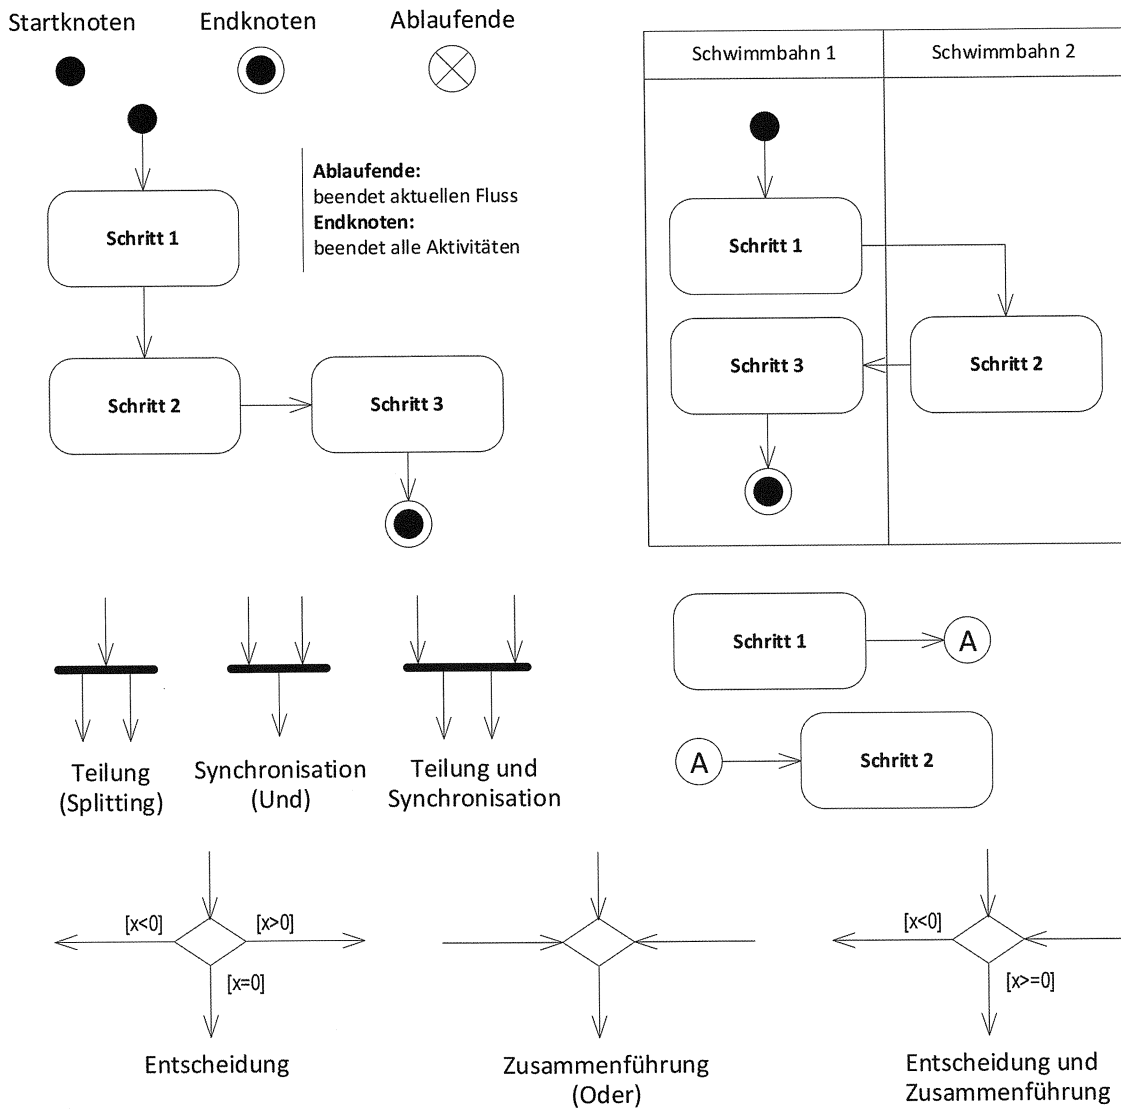 Startknoten
Endknoten
Ablaufende
Ablaufende:
beendet aktuellen Fluss
Endknoten:
beendet alle Aktivitäten
Schritt 1
Schritt 2
Schritt 3
Schwimmbahn 1
Schwimmbahn 2
Schritt 1
Schritt 3
Schritt 2
Teilung
(Splitting)
Synchronisation
(Und)
Teilung und
Synchronisation
Schritt 1
A
A
Schritt 2
[x<0]
[x>0]
[x=0]
Entscheidung
Zusammenführung
(Oder)
[x<0]
[x>=0]
Entscheidung und
Zusammenführung